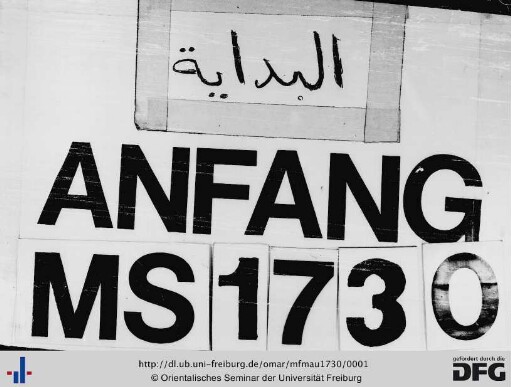 البداية
ANFANG
MS 1730
http://dl.ub.uni-freiburg.de/omar/mfmau1730/0001
© Orientalisches Seminar der Universität Freiburg
gefördert durch die
DFG